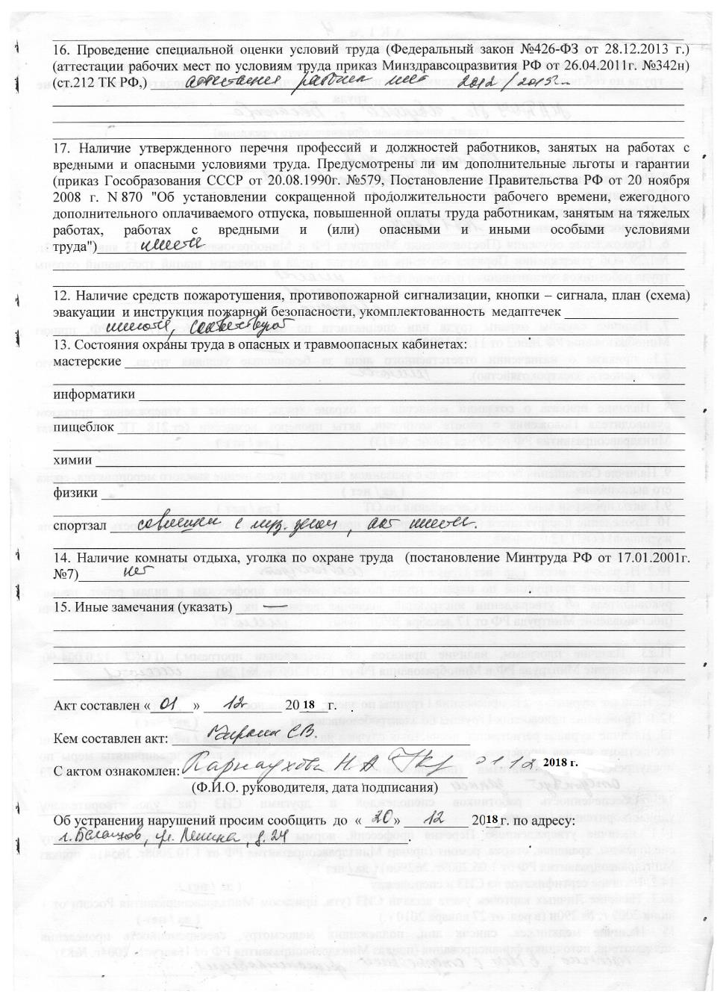 16. Проведение специальной оценки условий труда (Федеральный закон №426-ФЗ от 28.12.2013 г.)
(аттестации рабочих мест по условиям труда приказ Минздравсоцразвития РФ от 26.04.2011г. №342н)
(ст.212 ТК РФ,) аттестация рабочих мест 2012/2015г.
17. Наличие утвержденного перечня профессий и должностей работников, занятых на работах с
вредными и опасными условиями труда. Предусмотрены ли им дополнительные льготы и гарантии
(приказ Гособразования СССР от 20.08.1990г. №579, Постановление Правительства РФ от 20 ноября
2008 г. N 870 "Об установлении сокращенной продолжительности рабочего времени, ежегодного
дополнительного оплачиваемого отпуска, повышенной оплаты труда работникам, занятым на тяжелых
работах, работах с вредными и (или) опасными и иными особыми условиями
труда") имеется
12. Наличие средств пожаротушения, противопожарной сигнализации, кнопки – сигнала, план (схема)
эвакуации и инструкция пожарной безопасности, укомплектованность медаптечек
имеются, соответствует
13. Состояния охраны труда в опасных и травмоопасных кабинетах:
мастерские
информатики
пищеблок
химии
физики
спортзал совмещен с муз. залом, акт имеется.
14. Наличие комнаты отдыха, уголка по охране труда (постановление Минтруда РФ от 17.01.2001г.
№7) нет
15. Иные замечания (указать) —
Акт составлен « 01 » 12 20 18 г.
Кем составлен акт: С.В.
С актом ознакомлен: Карнаухова Н.А 01.12 2018 г.
(Ф.И.О. руководителя, дата подписания)
Об устранении нарушений просим сообщить до « 20 » 12 2018 г. по адресу:
г. Балашов, ул. Ленина, д. 24.